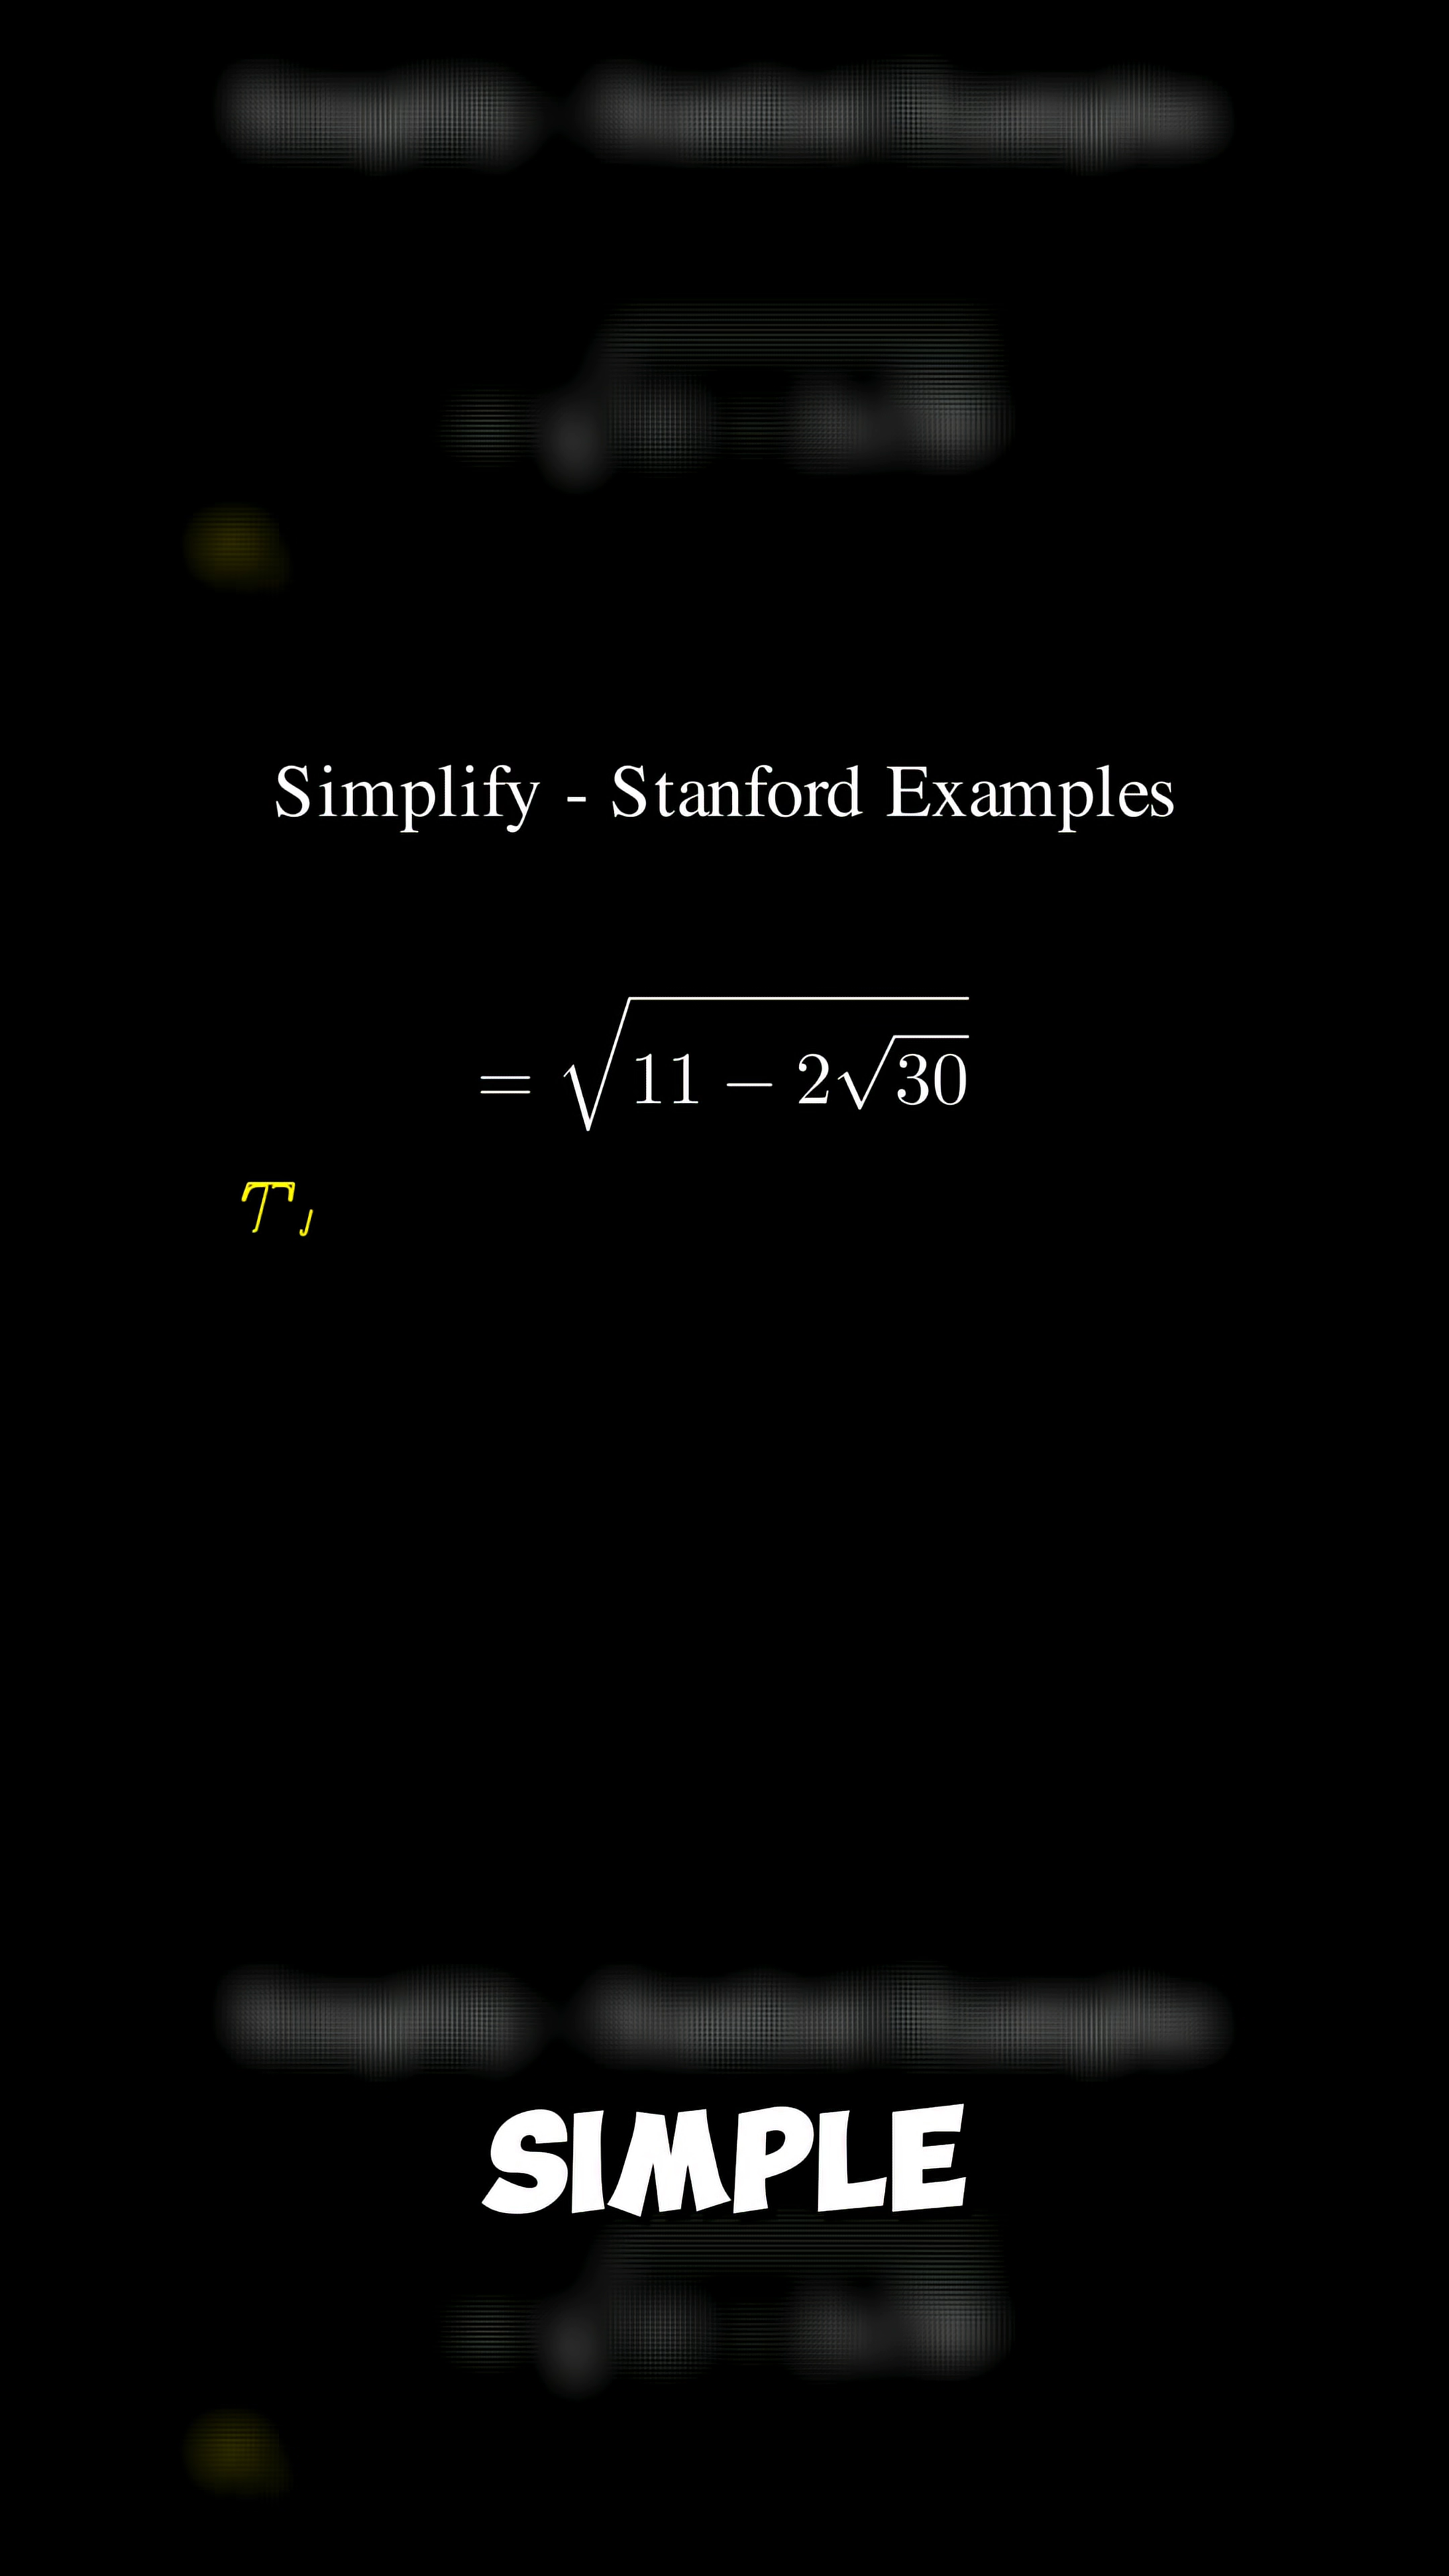 Simplify - Stanford Examples
= √(11 − 2√30)
T
SIMPLE